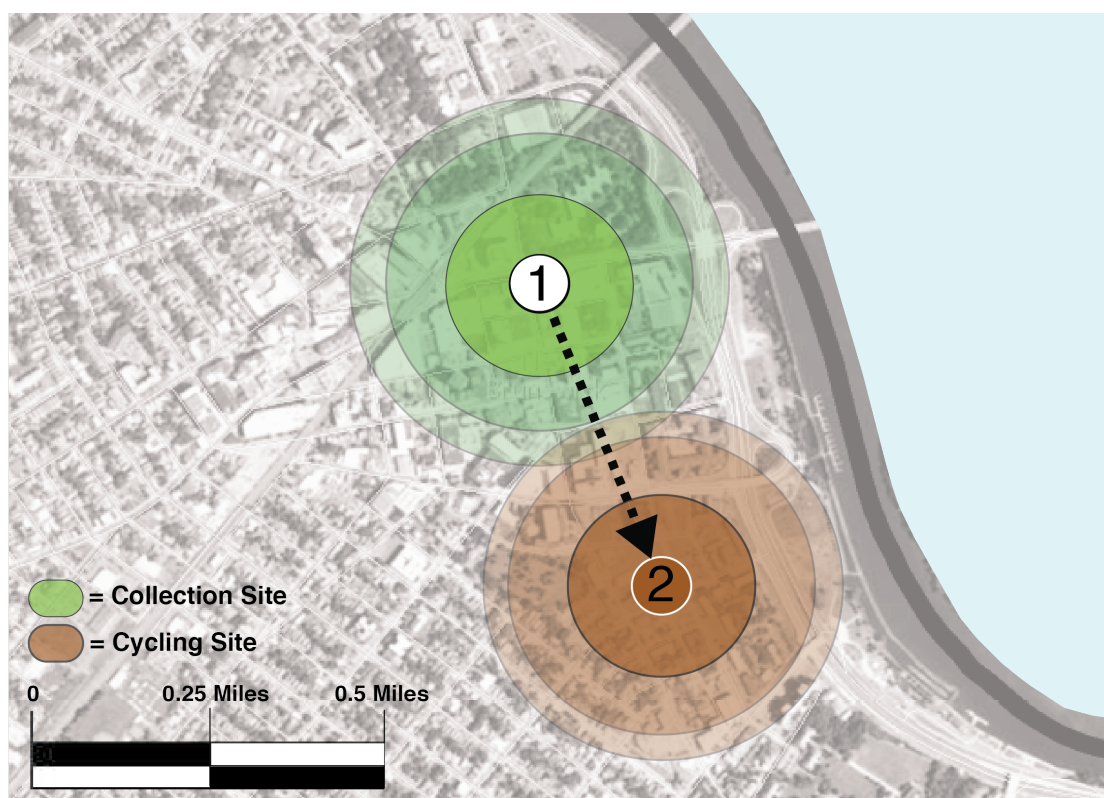 1
2
= Collection Site
= Cycling Site
0 0.25 Miles 0.5 Miles